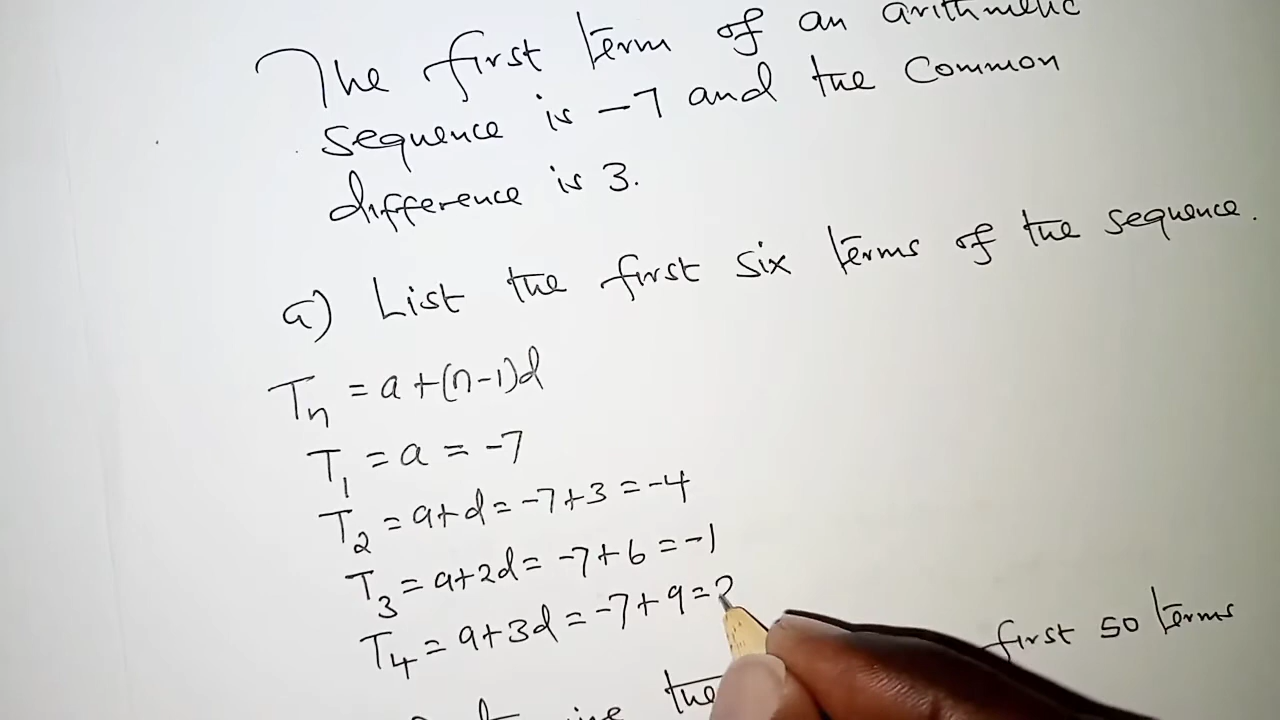 The first term of an arithmetic
sequence is -7 and the common
difference is 3.
a) List the first six terms of the sequence.
Tₙ = a+(n-1)d
T₁ = a = -7
T₂ = a+d = -7+3 = -4
T₃ = a+2d = -7+6 = -1
T₄ = a+3d = -7+9 = 2
the first 50 terms